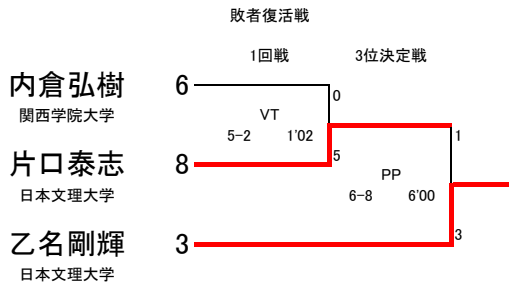 敗者復活戦
1回戦 3位決定戦
内倉弘樹 6
関西学院大学
0
VT
5-2 1'02
片口泰志 8
日本文理大学
5
1
PP
6-8 6'00
乙名剛輝 3
日本文理大学
3